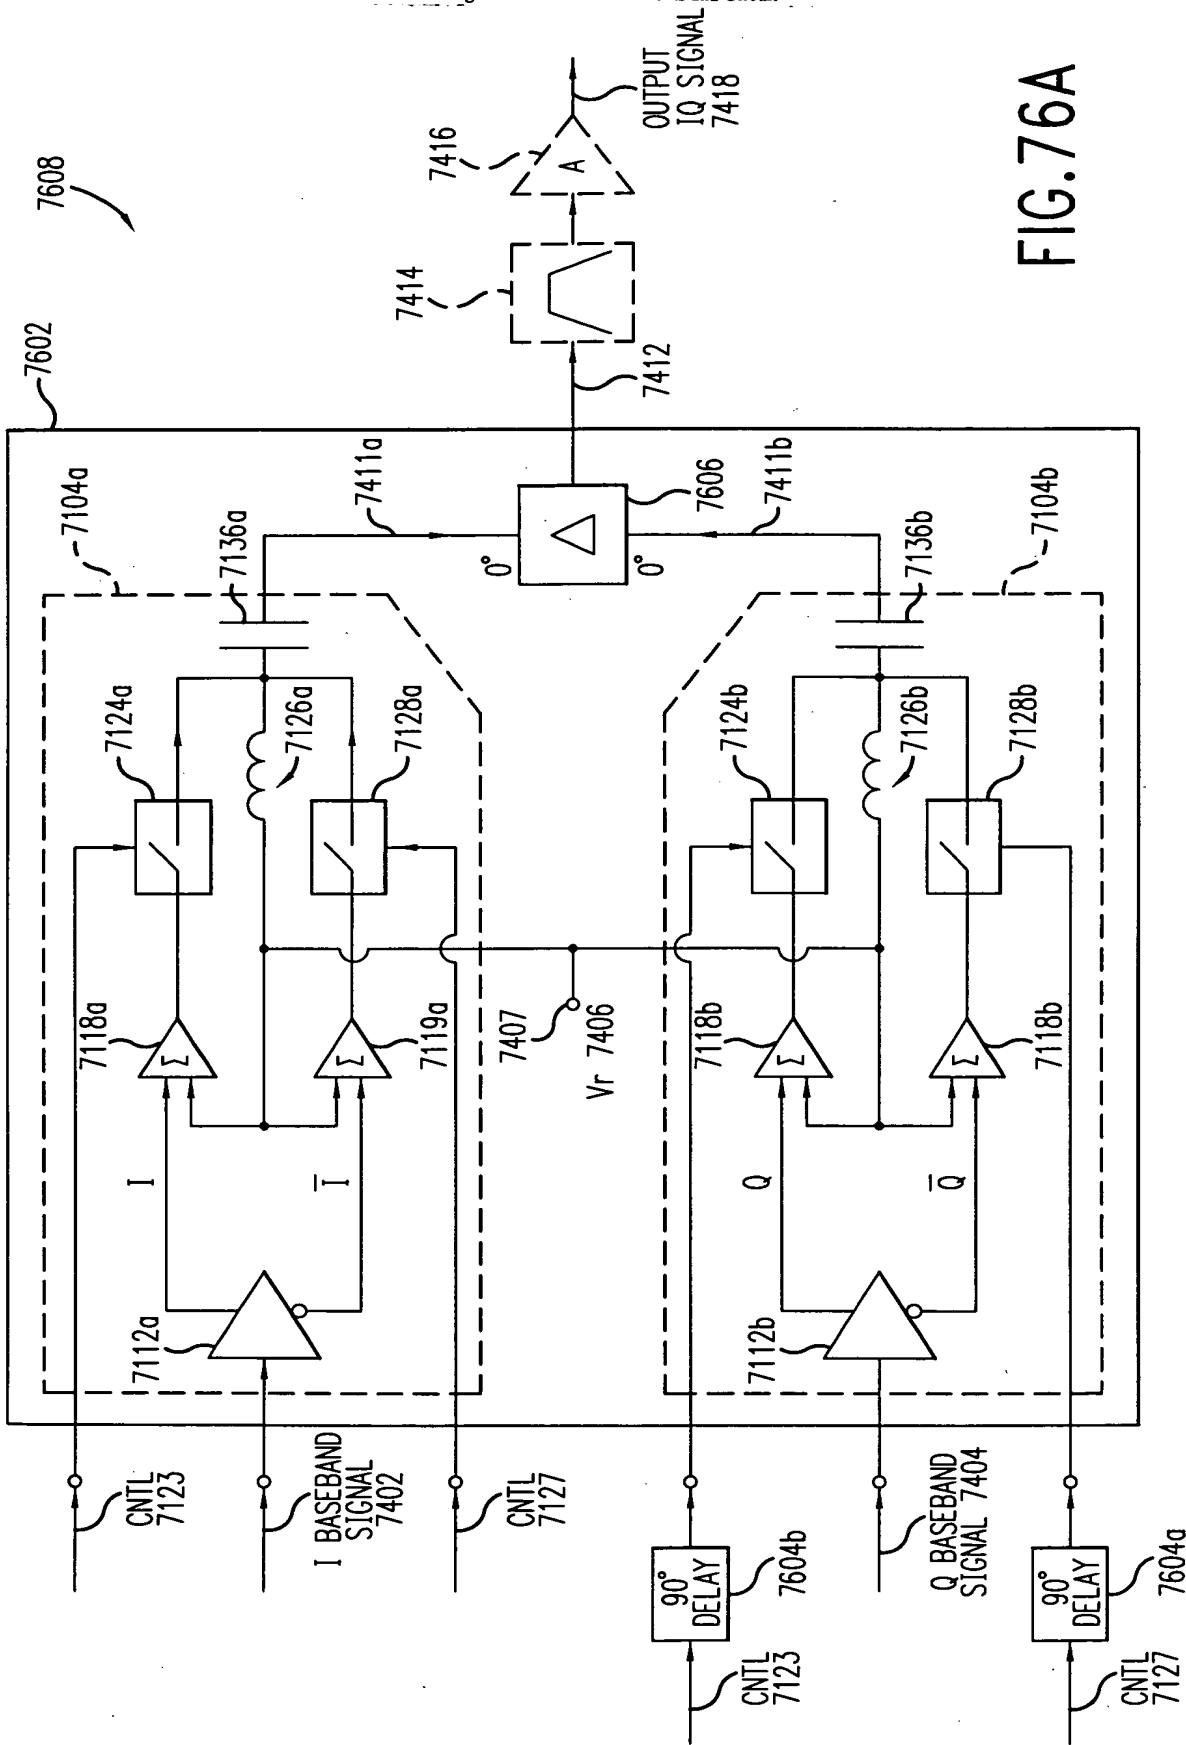 FIG.76A
7608
7602
7104a
7124a
7136a
7118a
7126a
7411a
7112a
I
I̅
Σ
Σ
7119a
7128a
CNTL
7123
I BASEBAND
SIGNAL
7402
CNTL
7127
7407
Vr 7406
0°
0°
Δ
7606
7412
7414
7416
A
OUTPUT
IQ SIGNAL
7418
7411b
7104b
7124b
7136b
7118b
7126b
7112b
Q
Q̅
Σ
Σ
7118b
7128b
90°
DELAY
7604b
CNTL
7123
Q BASEBAND
SIGNAL 7404
90°
DELAY
7604a
CNTL
7127